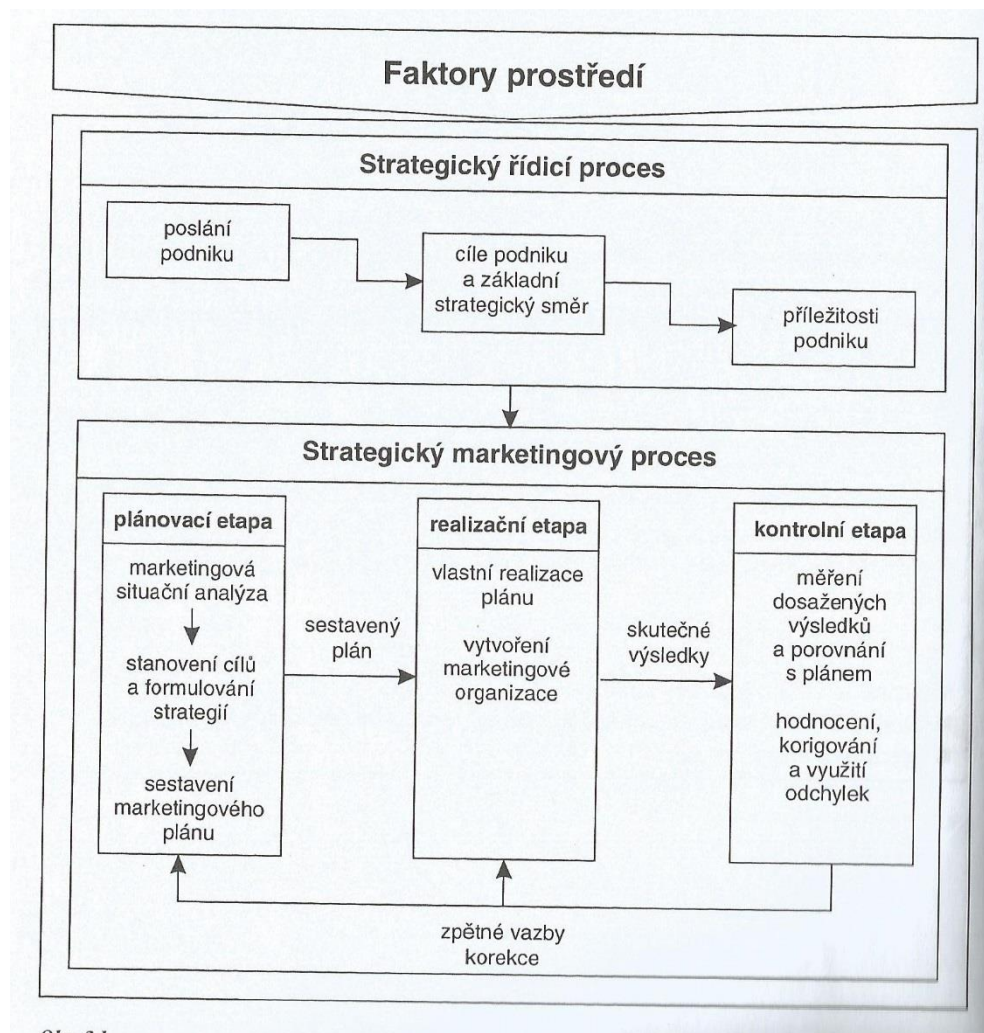 Faktory prostředí
Strategický řídicí proces
poslání
podniku
cíle podniku
a základní
strategický směr
příležitosti
podniku
Strategický marketingový proces
plánovací etapa
marketingová
situační analýza
stanovení cílů
a formulování
strategií
sestavení
marketingového
plánu
sestavený
plán
realizační etapa
vlastní realizace
plánu
vytvoření
marketingové
organizace
skutečné
výsledky
kontrolní etapa
měření
dosažených
výsledků
a porovnání
s plánem
hodnocení,
korigování
a využití
odchylek
zpětné vazby
korekce